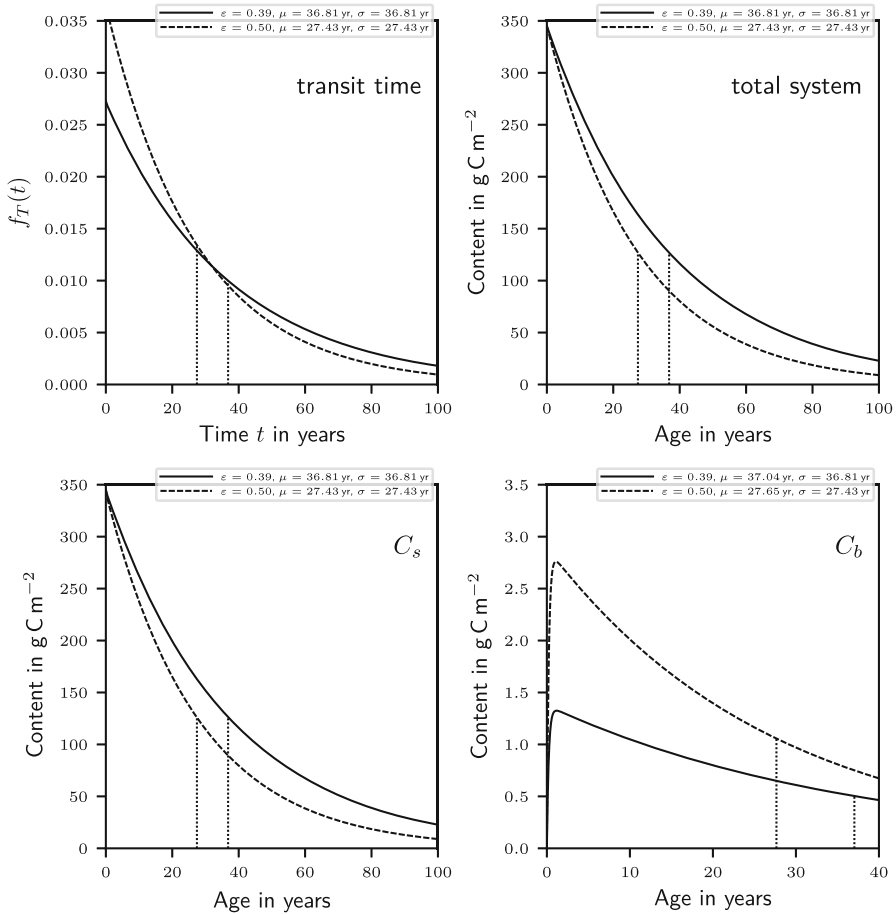 ε = 0.39, μ = 36.81 yr, σ = 36.81 yr
ε = 0.50, μ = 27.43 yr, σ = 27.43 yr
transit time
0.035
0.030
0.025
0.020
0.015
0.010
0.005
0.000
f_T(t)
0 20 40 60 80 100
Time t in years
ε = 0.39, μ = 36.81 yr, σ = 36.81 yr
ε = 0.50, μ = 27.43 yr, σ = 27.43 yr
total system
350
300
250
200
150
100
50
0
Content in g C m⁻²
0 20 40 60 80 100
Age in years
ε = 0.39, μ = 36.81 yr, σ = 36.81 yr
ε = 0.50, μ = 27.43 yr, σ = 27.43 yr
C_s
350
300
250
200
150
100
50
0
Content in g C m⁻²
0 20 40 60 80 100
Age in years
ε = 0.39, μ = 37.04 yr, σ = 36.81 yr
ε = 0.50, μ = 27.65 yr, σ = 27.43 yr
C_b
3.5
3.0
2.5
2.0
1.5
1.0
0.5
0.0
Content in g C m⁻²
0 10 20 30 40
Age in years